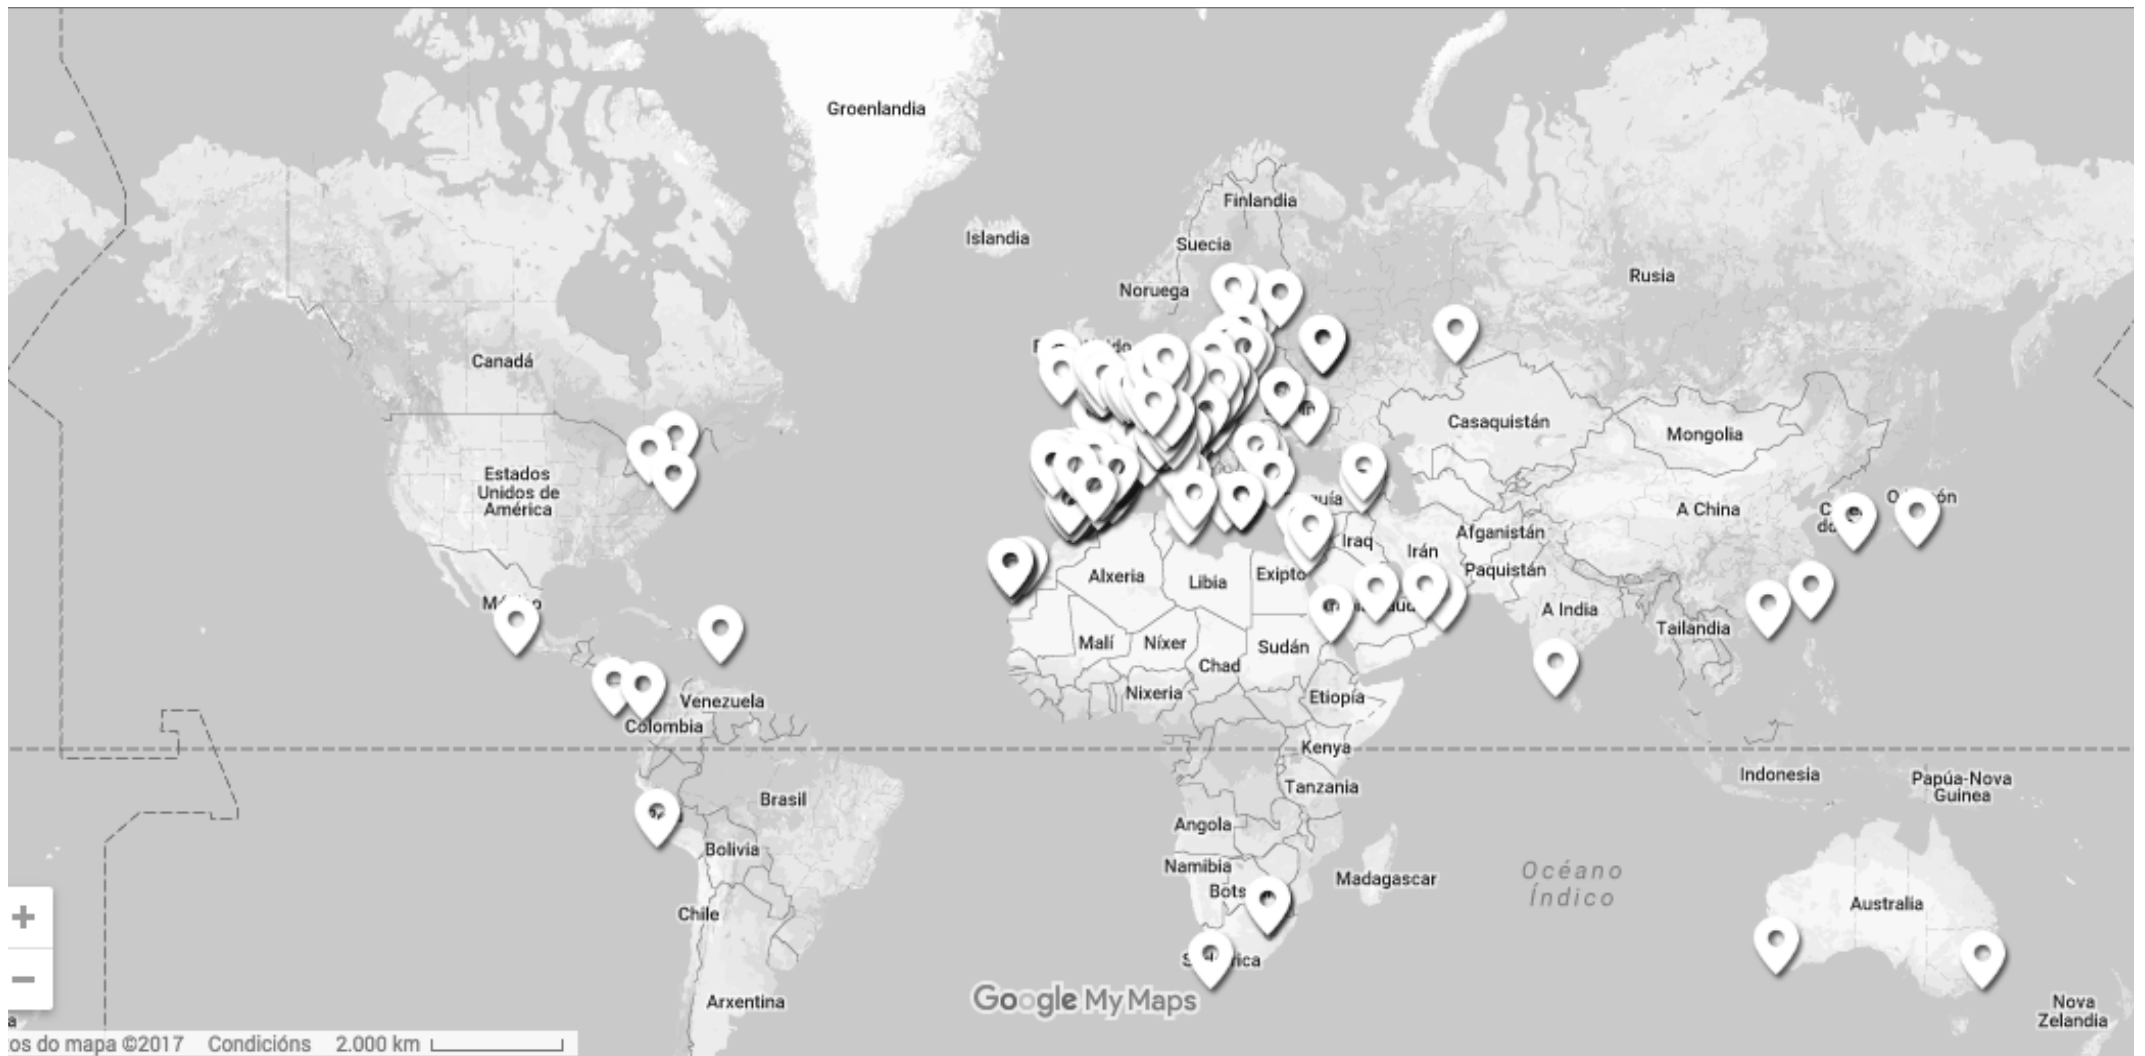 Groenlandia
Finlandia
Islandia
Suecia
Rusia
Noruega
Canadá
Casaquistán
Mongolia
Estados
Unidos de
América
A China
Afganistán
Iraq
Irán
Paquistán
Alxeria
Libia
Exipto
A India
Tailandia
Malí
Níxer
Sudán
Chad
Nixeria
Etiopía
Venezuela
Colombia
Kenya
Indonesia
Papúa-Nova
Guinea
Tanzania
Brasil
Angola
Bolivia
Namibia
Madagascar
Océano
Índico
Bots
Australia
Chile
Arxentina
Google My Maps
Nova
Zelandia
+
−
os do mapa ©2017 Condicións 2.000 km